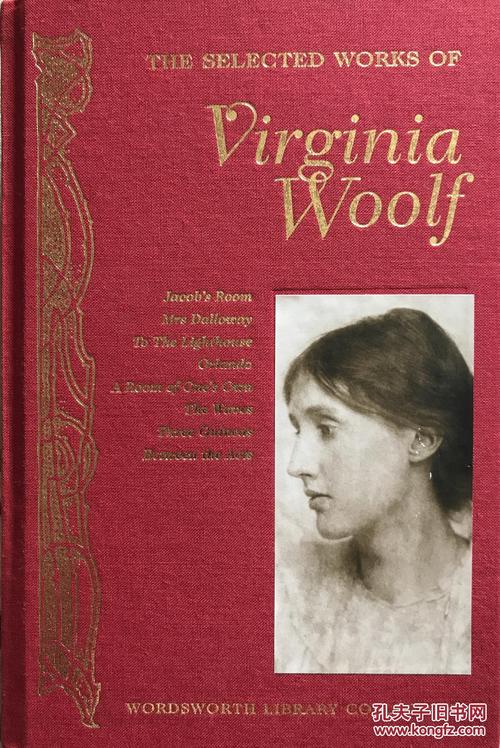 THE SELECTED WORKS OF
Virginia
Woolf
Jacob's Room
Mrs Dalloway
To The Lighthouse
Orlando
A Room of One's Own
The Waves
Three Guineas
Between the Acts
WORDSWORTH LIBRARY CO
孔夫子旧书网
www.kongfz.com